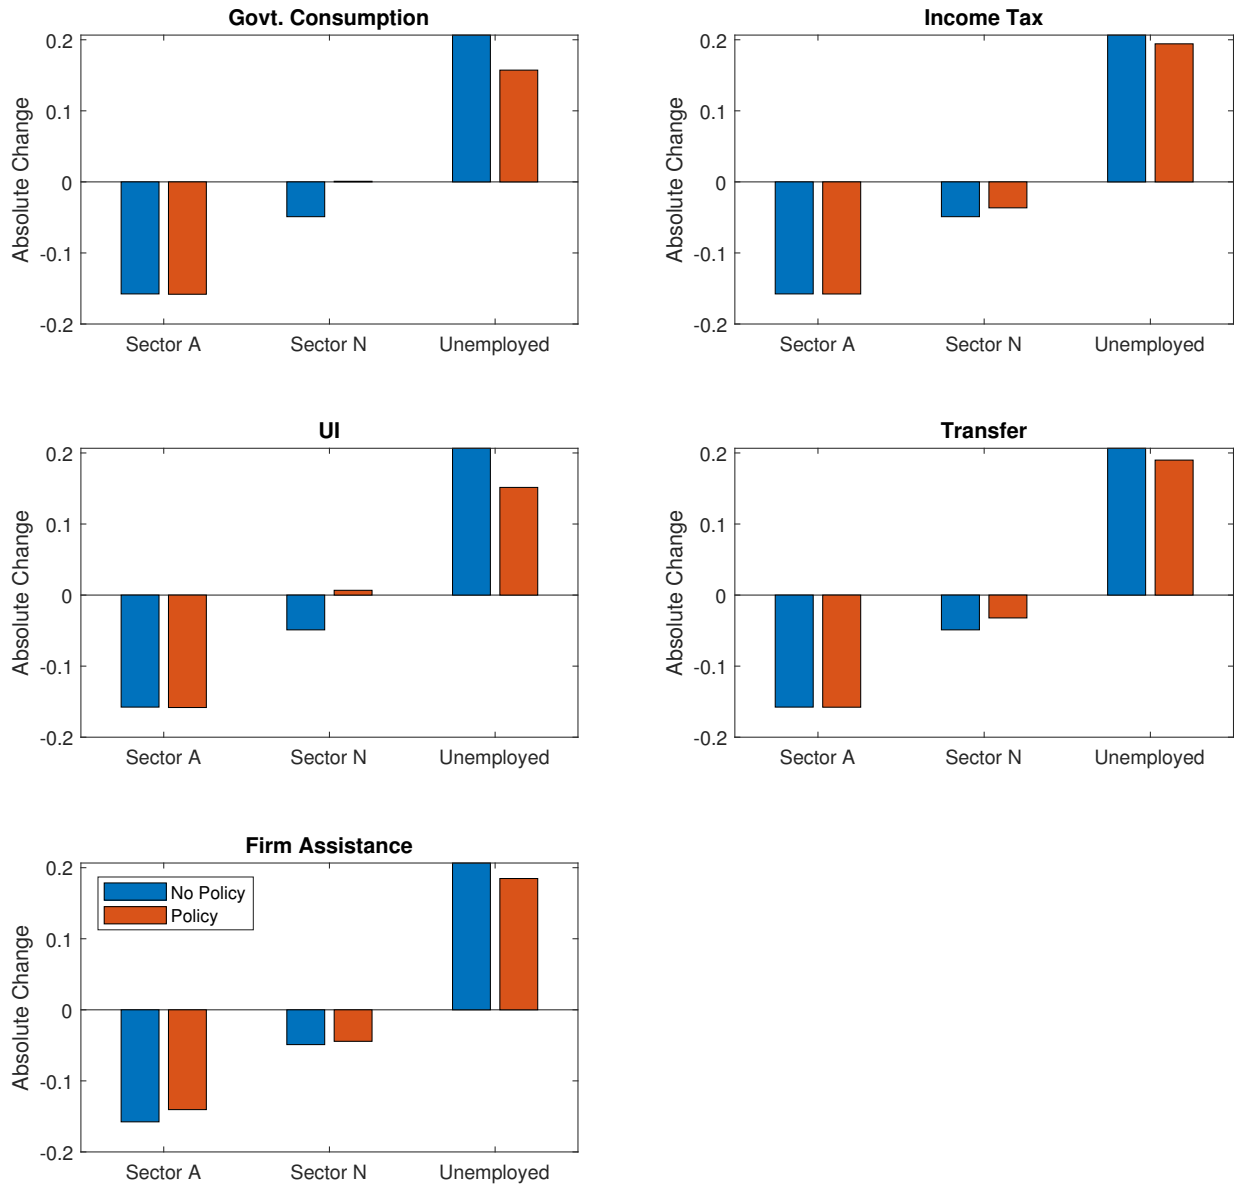 Govt. Consumption
0.2
0.1
0
-0.1
-0.2
Absolute Change
Sector A
Sector N
Unemployed
Income Tax
0.2
0.1
0
-0.1
-0.2
Absolute Change
Sector A
Sector N
Unemployed
UI
0.2
0.1
0
-0.1
-0.2
Absolute Change
Sector A
Sector N
Unemployed
Transfer
0.2
0.1
0
-0.1
-0.2
Absolute Change
Sector A
Sector N
Unemployed
Firm Assistance
0.2
0.1
0
-0.1
-0.2
Absolute Change
No Policy
Policy
Sector A
Sector N
Unemployed